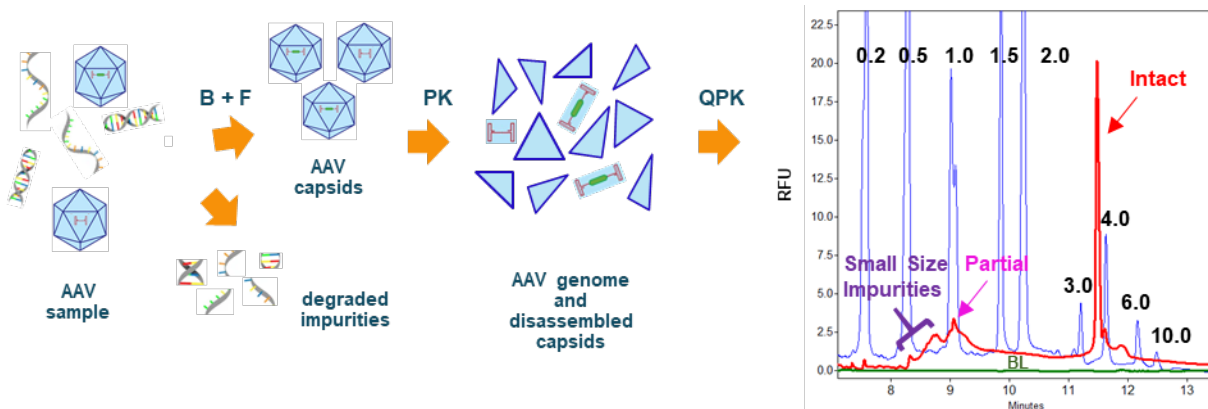 B + F
PK
QPK
AAV
sample
AAV
capsids
degraded
impurities
AAV genome
and
disassembled
capsids
RFU
22.5
20.0
17.5
15.0
12.5
10.0
7.5
5.0
2.5
0.0
0.2
0.5
1.0
1.5
2.0
Intact
Small Size
Impurities
Partial
3.0
4.0
6.0
10.0
BL
8
9
10
11
12
13
Minutes